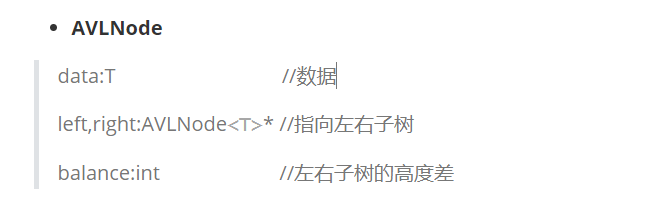 AVLNode
data:T //数据
left,right:AVLNode<T>* //指向左右子树
balance:int //左右子树的高度差